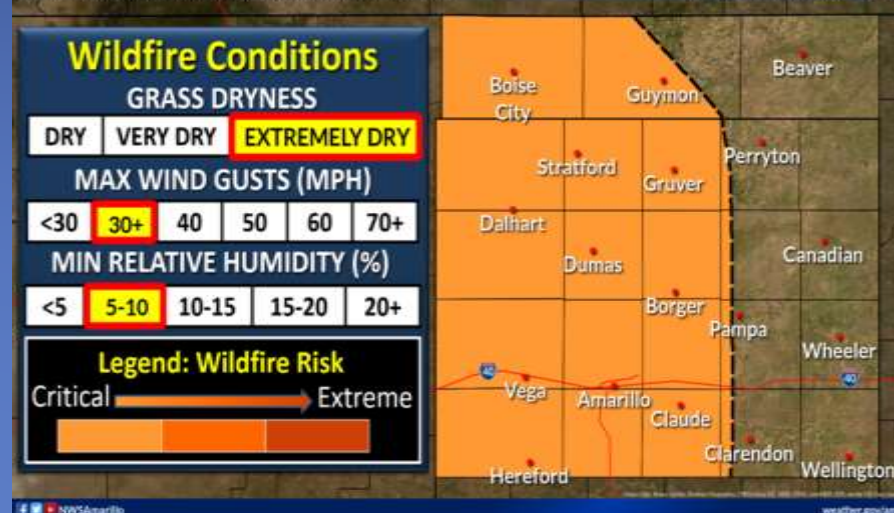 Wildfire Conditions
GRASS DRYNESS
DRY VERY DRY EXTREMELY DRY
MAX WIND GUSTS (MPH)
<30 30+ 40 50 60 70+
MIN RELATIVE HUMIDITY (%)
<5 5-10 10-15 15-20 20+
Legend: Wildfire Risk
Critical Extreme
Boise
City
Guymon
Beaver
Stratford
Gruver
Perryton
Dalhart
Dumas
Canadian
Borger
Pampa
Wheeler
40
40
Vega
Amarillo
Claude
Clarendon
Wellington
Hereford
NWSAmarillo